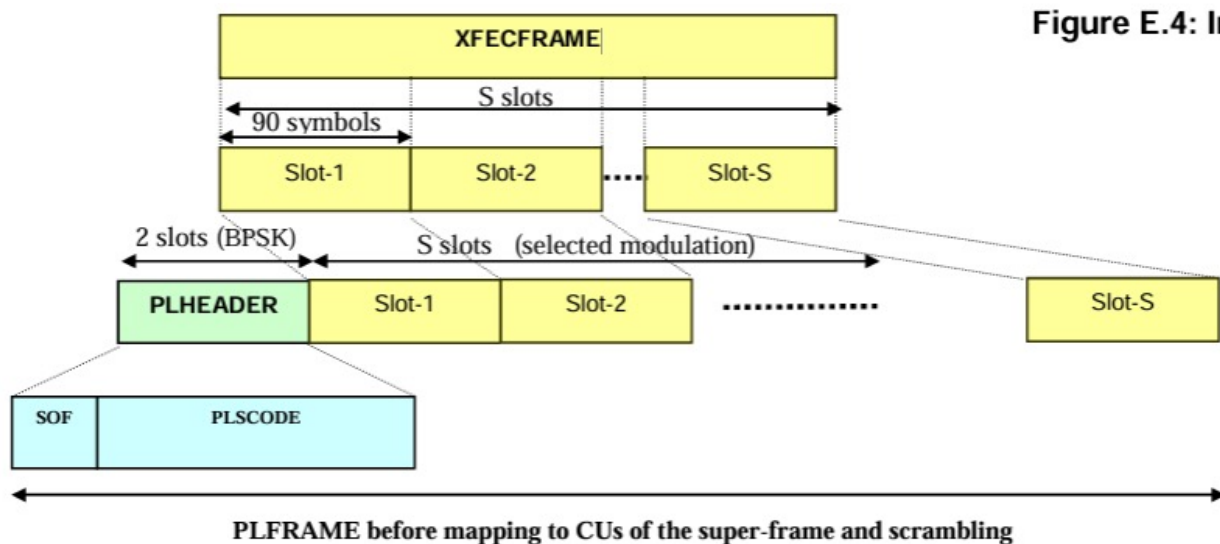 Figure E.4: I
XFECFRAME
S slots
90 symbols
Slot-1 Slot-2 Slot-S
2 slots (BPSK) S slots (selected modulation)
PLHEADER Slot-1 Slot-2 Slot-S
SOF PLSCODE
PLFRAME before mapping to CUs of the super-frame and scrambling